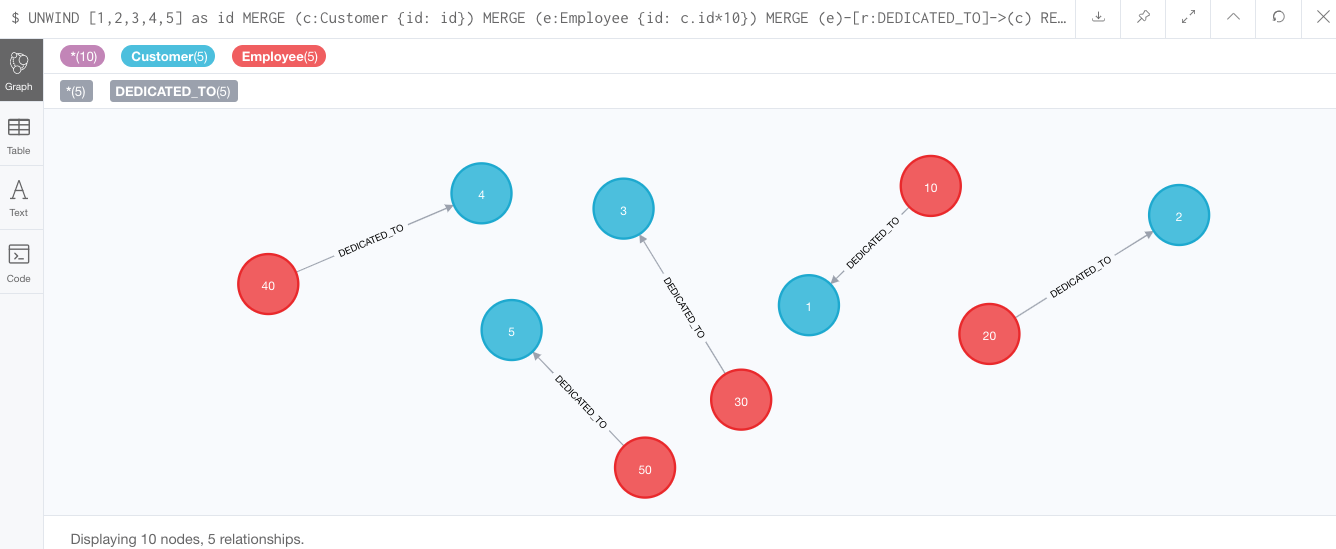 $ UNWIND [1,2,3,4,5] as id MERGE (c:Customer {id: id}) MERGE (e:Employee {id: c.id*10}) MERGE (e)-[r:DEDICATED_TO]->(c) RE…
*(10) Customer(5) Employee(5)
*(5) DEDICATED_TO(5)
Graph
Table
Text
Code
4
DEDICATED_TO
40
3
DEDICATED_TO
30
5
DEDICATED_TO
50
10
DEDICATED_TO
1
2
DEDICATED_TO
20
Displaying 10 nodes, 5 relationships.